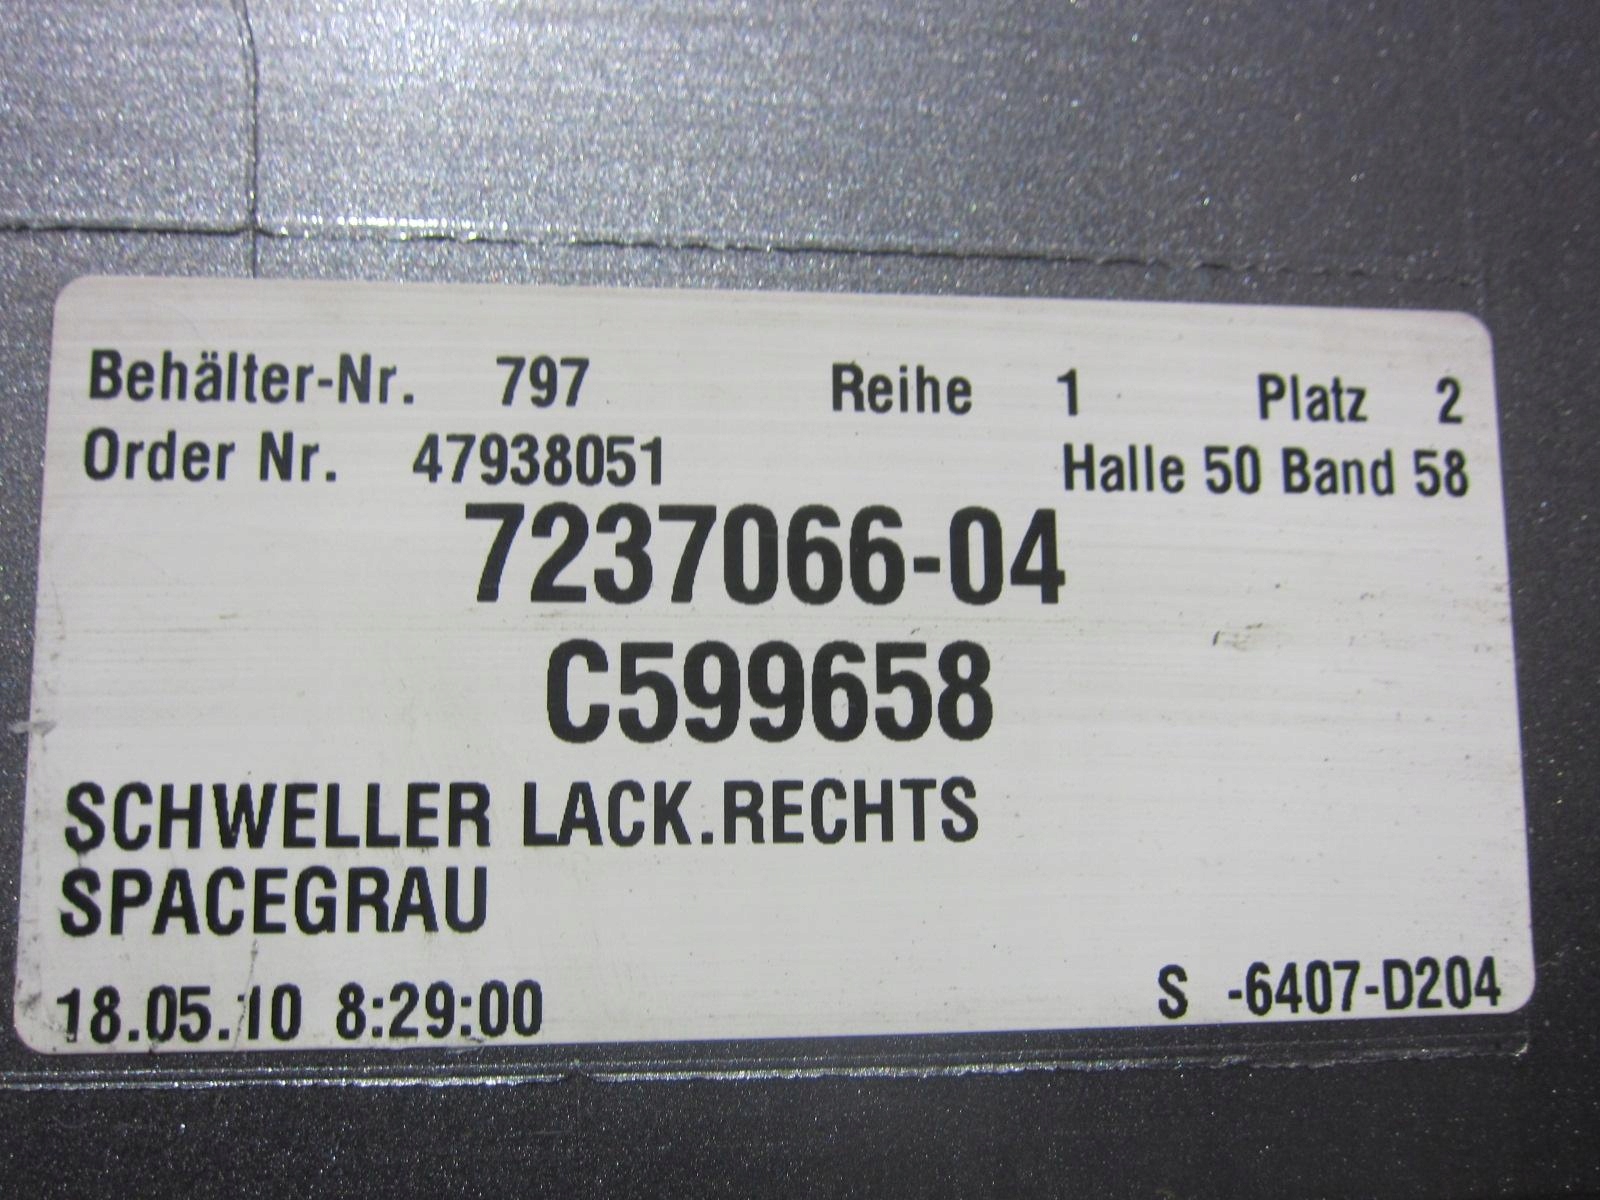 Behälter-Nr. 797 Reihe 1 Platz 2
Order Nr. 47938051 Halle 50 Band 58
7237066-04
C599658
SCHWELLER LACK.RECHTS
SPACEGRAU
18.05.10 8:29:00 S -6407-D204